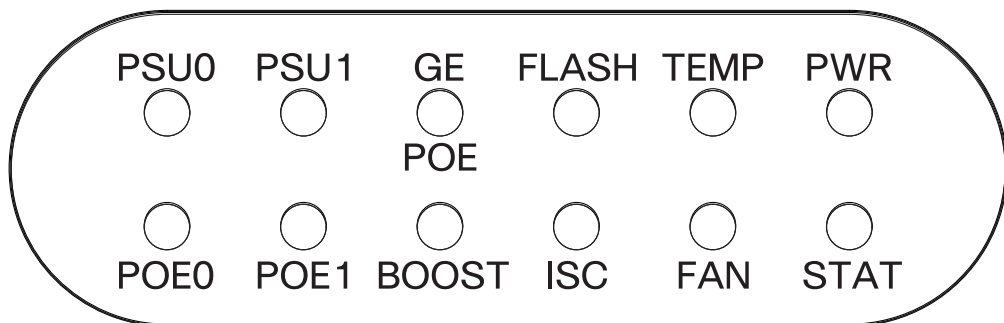 PSU0 PSU1 GE FLASH TEMP PWR
POE
POE0 POE1 BOOST ISC FAN STAT